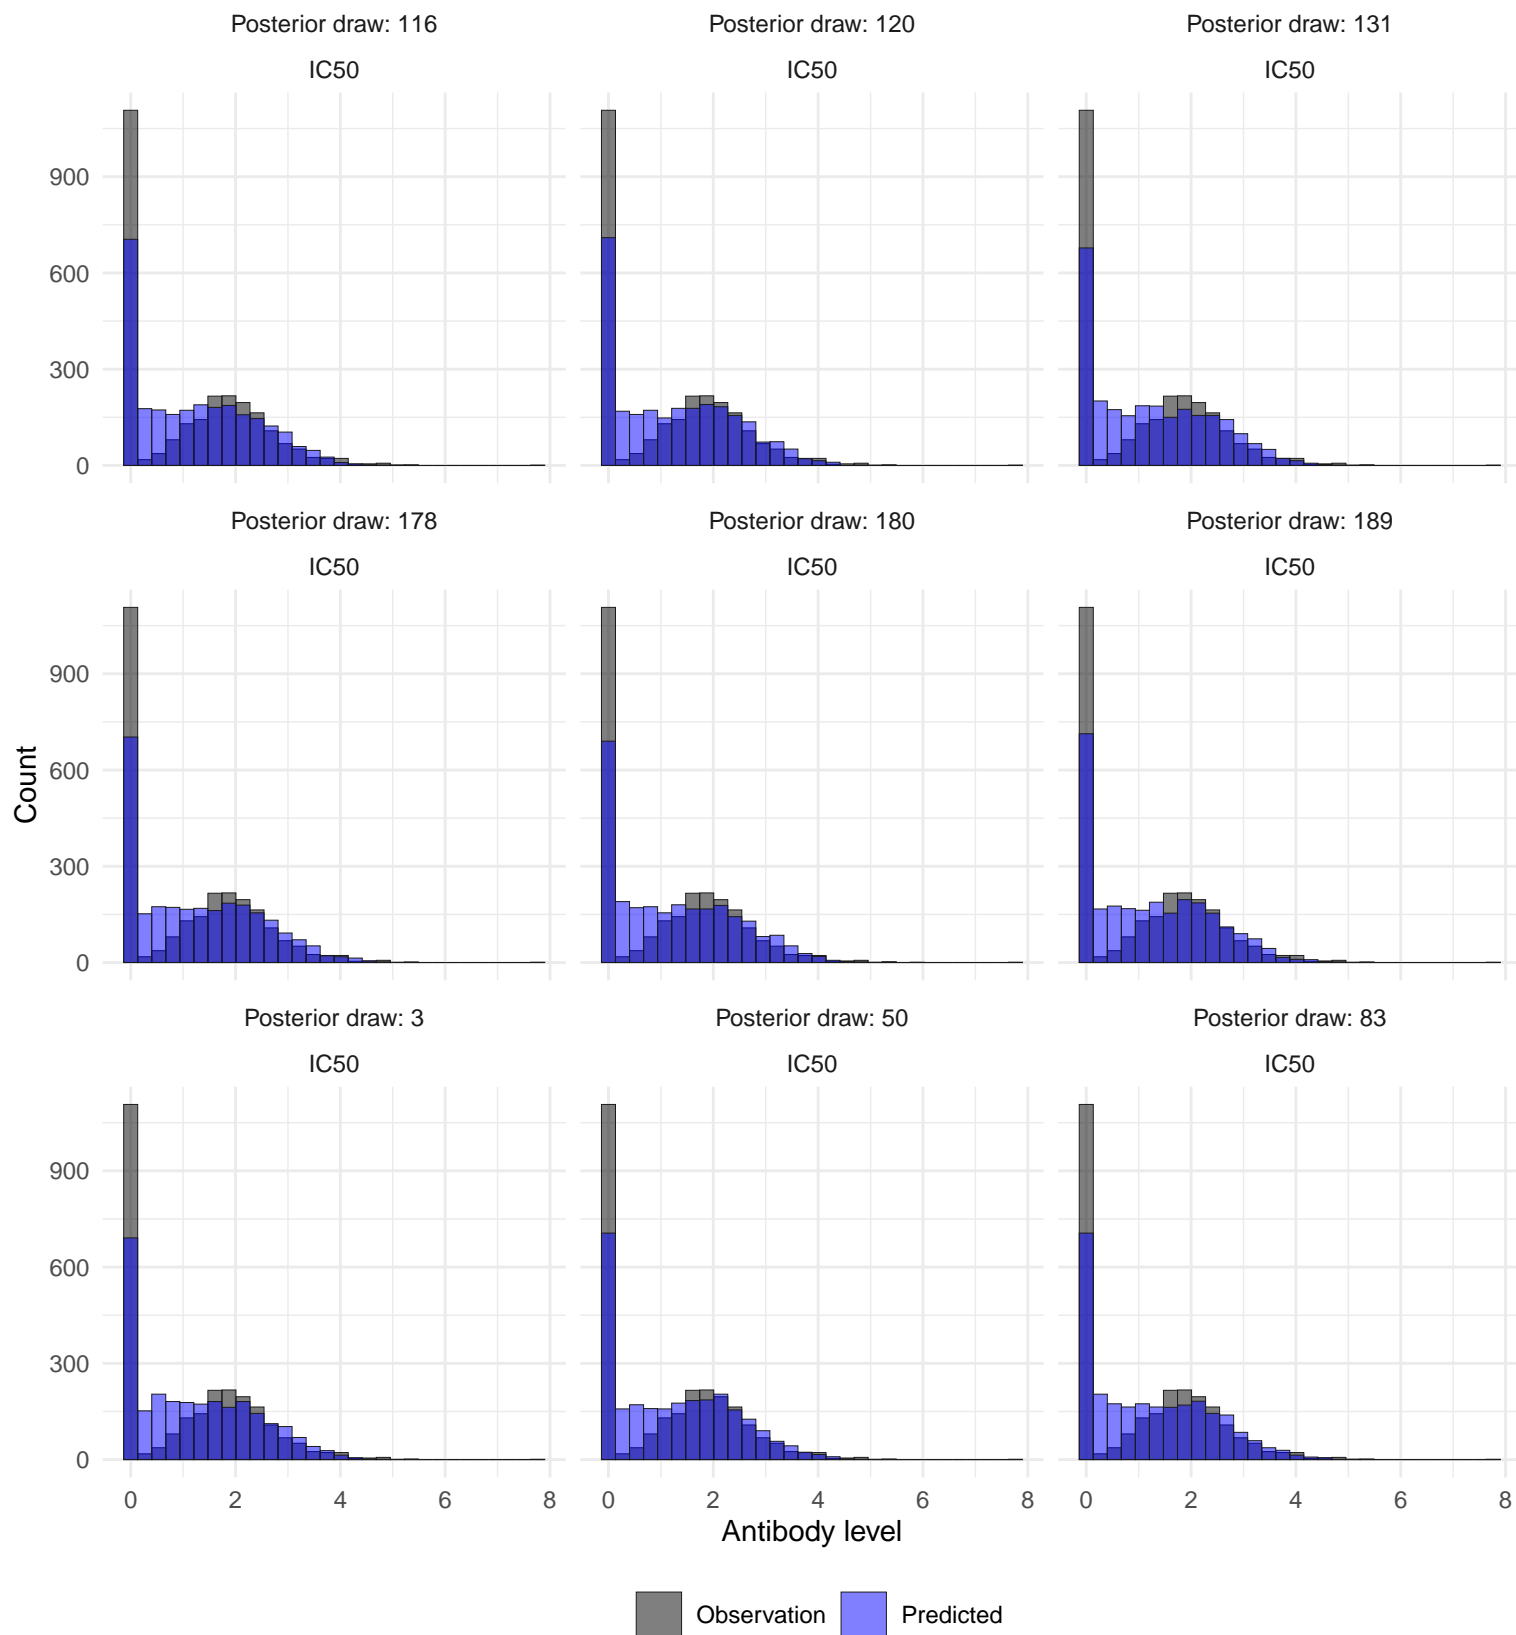 Posterior draw: 116
Posterior draw: 120
Posterior draw: 131
IC50
IC50
IC50
900
600
300
0
Posterior draw: 178
Posterior draw: 180
Posterior draw: 189
IC50
IC50
IC50
900
600
300
0
Count
Posterior draw: 3
Posterior draw: 50
Posterior draw: 83
IC50
IC50
IC50
900
600
300
0
0 2 4 6 8
0 2 4 6 8
0 2 4 6 8
Antibody level
Observation
Predicted